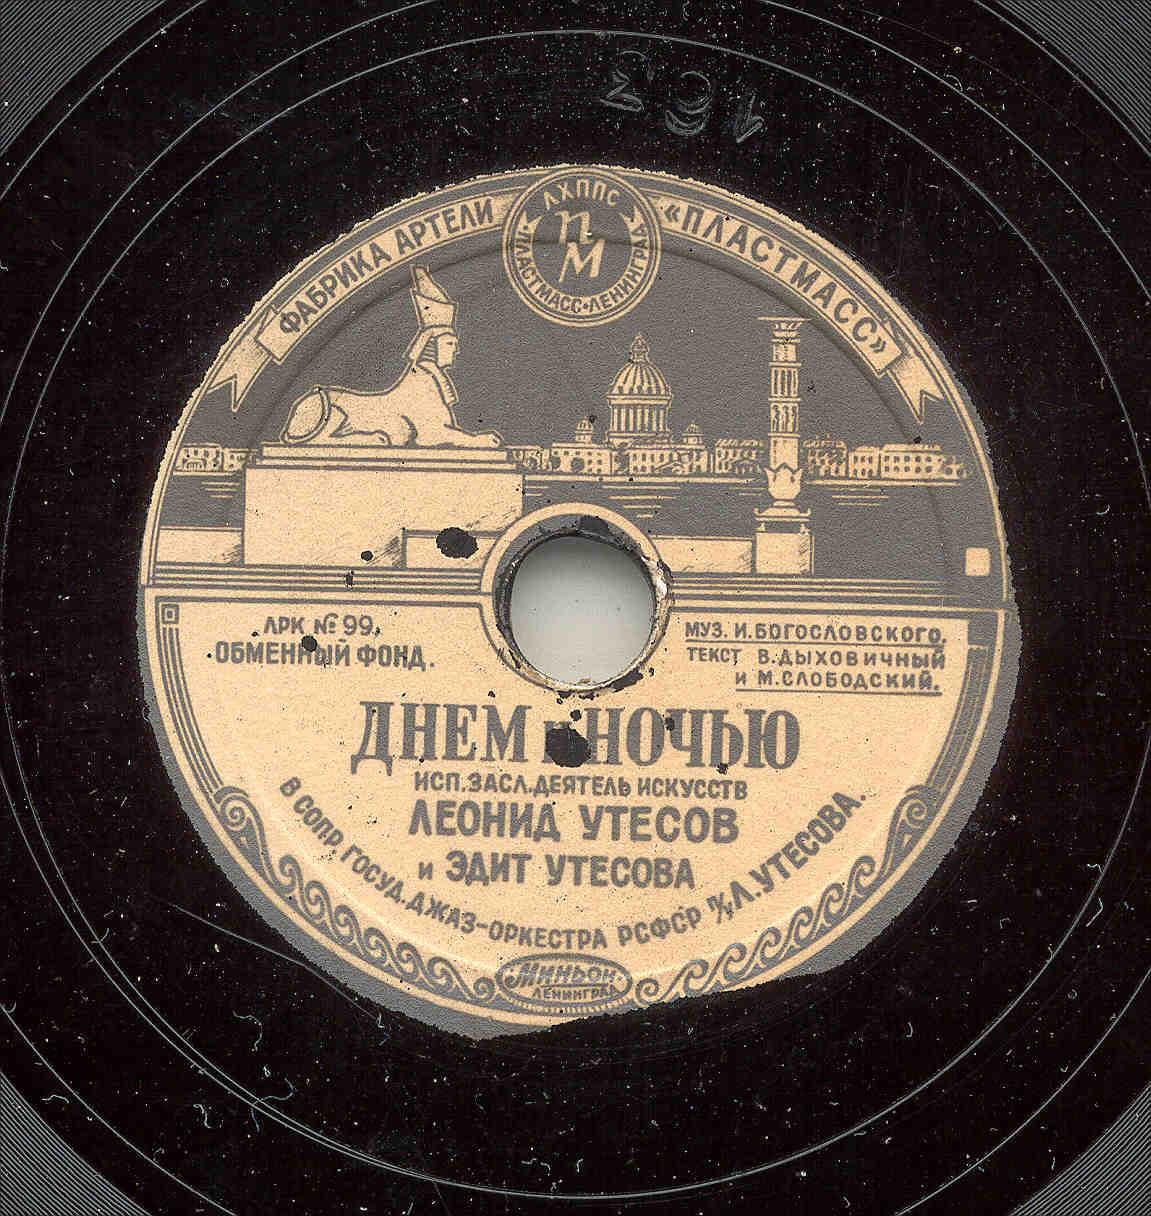 163
ФАБРИКА АРТЕЛИ «ПЛАСТМАСС»
ЛХППС
ПМ
·ПЛАСТМАСС·ЛЕНИНГРАД·
ЛРК № 99.
ОБМЕННЫЙ ФОНД.
МУЗ. И. БОГОСЛОВСКОГО.
ТЕКСТ В. ДЫХОВИЧНЫЙ
И М. СЛОБОДСКИЙ.
ДНЕМ и НОЧЬЮ
ИСП. ЗАСЛ. ДЕЯТЕЛЬ ИСКУССТВ
ЛЕОНИД УТЕСОВ
и ЭДИТ УТЕСОВА
В СОПР. ГОСУД. ДЖАЗ-ОРКЕСТРА РСФСР п/у Л. УТЕСОВА.
МИНЬОН
ЛЕНИНГРАД